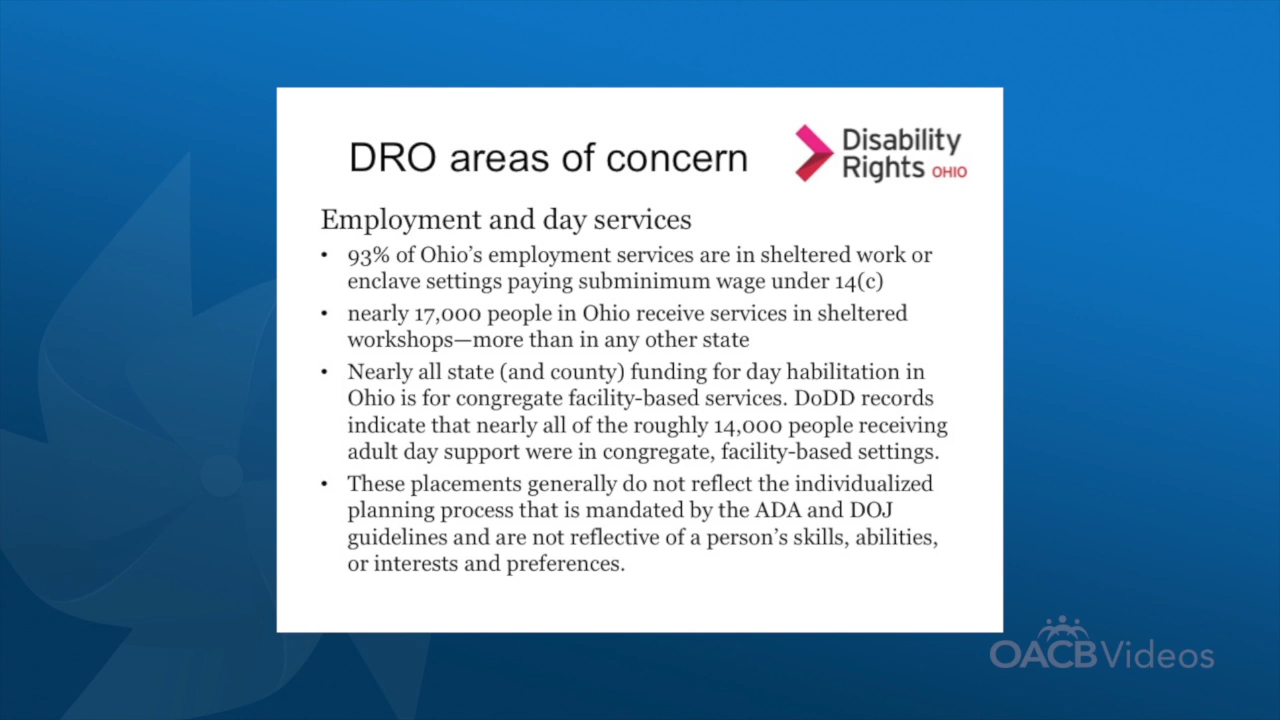 DRO areas of concern
Disability
Rights OHIO
Employment and day services
• 93% of Ohio’s employment services are in sheltered work or
enclave settings paying subminimum wage under 14(c)
• nearly 17,000 people in Ohio receive services in sheltered
workshops—more than in any other state
• Nearly all state (and county) funding for day habilitation in
Ohio is for congregate facility-based services. DoDD records
indicate that nearly all of the roughly 14,000 people receiving
adult day support were in congregate, facility-based settings.
• These placements generally do not reflect the individualized
planning process that is mandated by the ADA and DOJ
guidelines and are not reflective of a person’s skills, abilities,
or interests and preferences.
OACBVideos